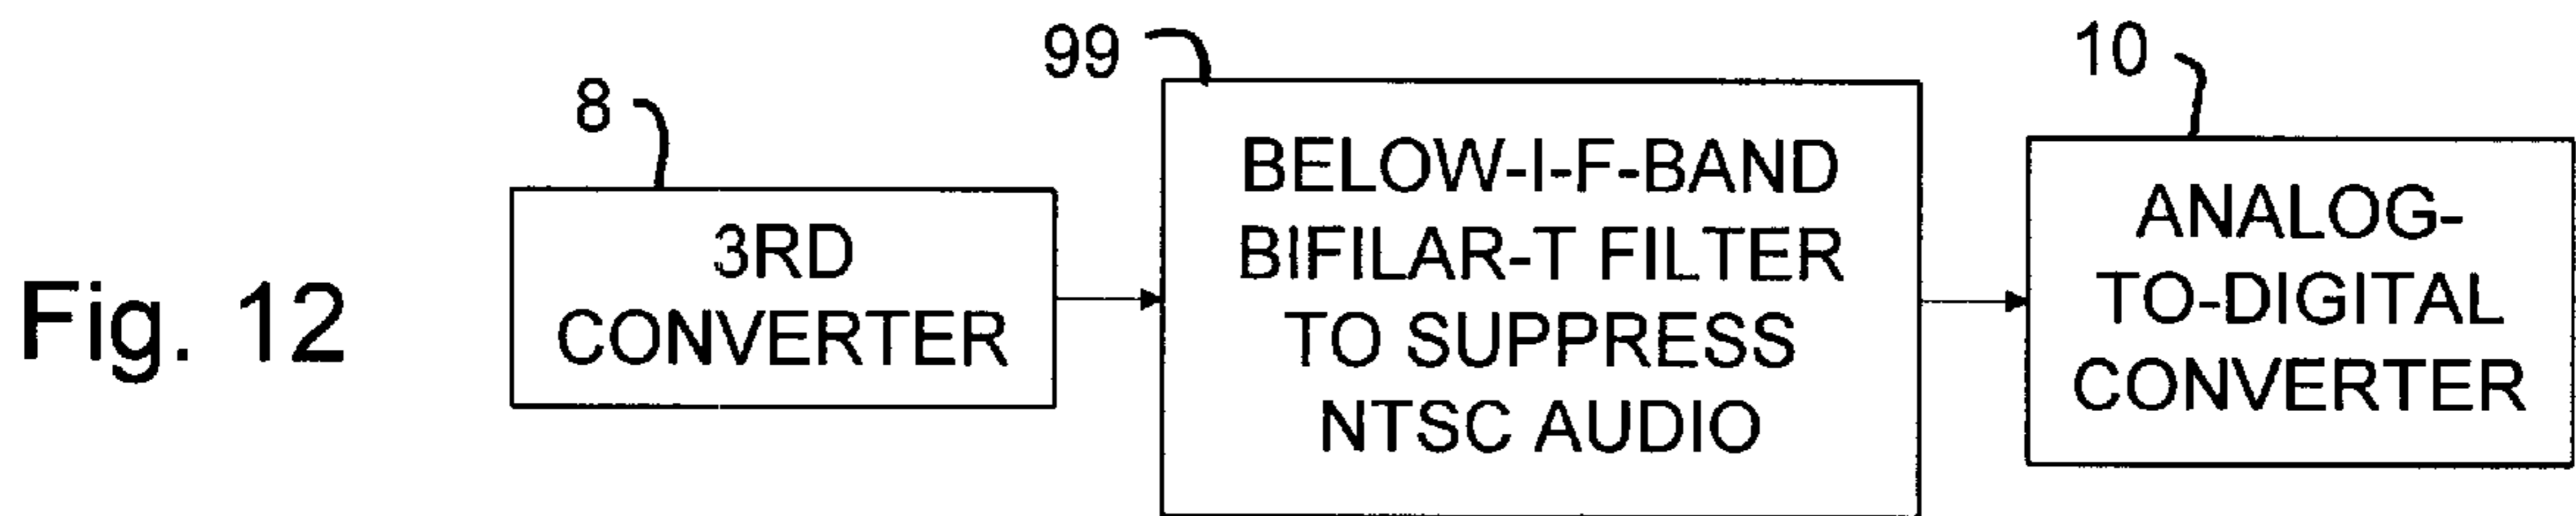 Fig. 12
8
3RD
CONVERTER
99
BELOW-I-F-BAND
BIFILAR-T FILTER
TO SUPPRESS
NTSC AUDIO
10
ANALOG-
TO-DIGITAL
CONVERTER